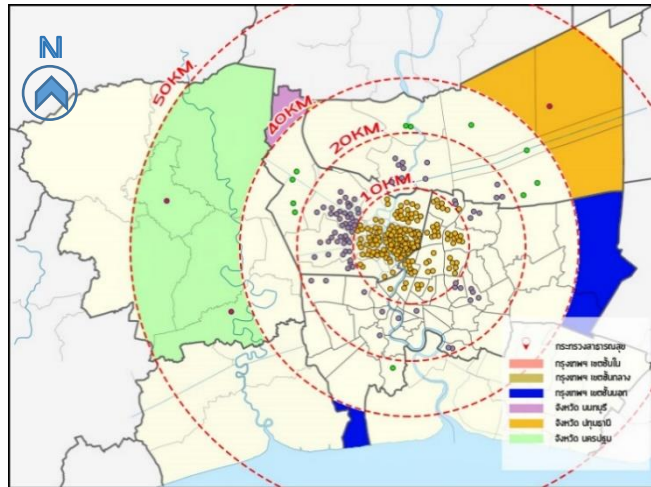 N
50KM.
40KM.
20KM.
10KM.
กระทรวงสาธารณสุข
กรุงเทพฯ เขตชั้นใน
กรุงเทพฯ เขตชั้นกลาง
กรุงเทพฯ เขตชั้นนอก
จังหวัด นนทบุรี
จังหวัด ปทุมธานี
จังหวัด นครปฐม